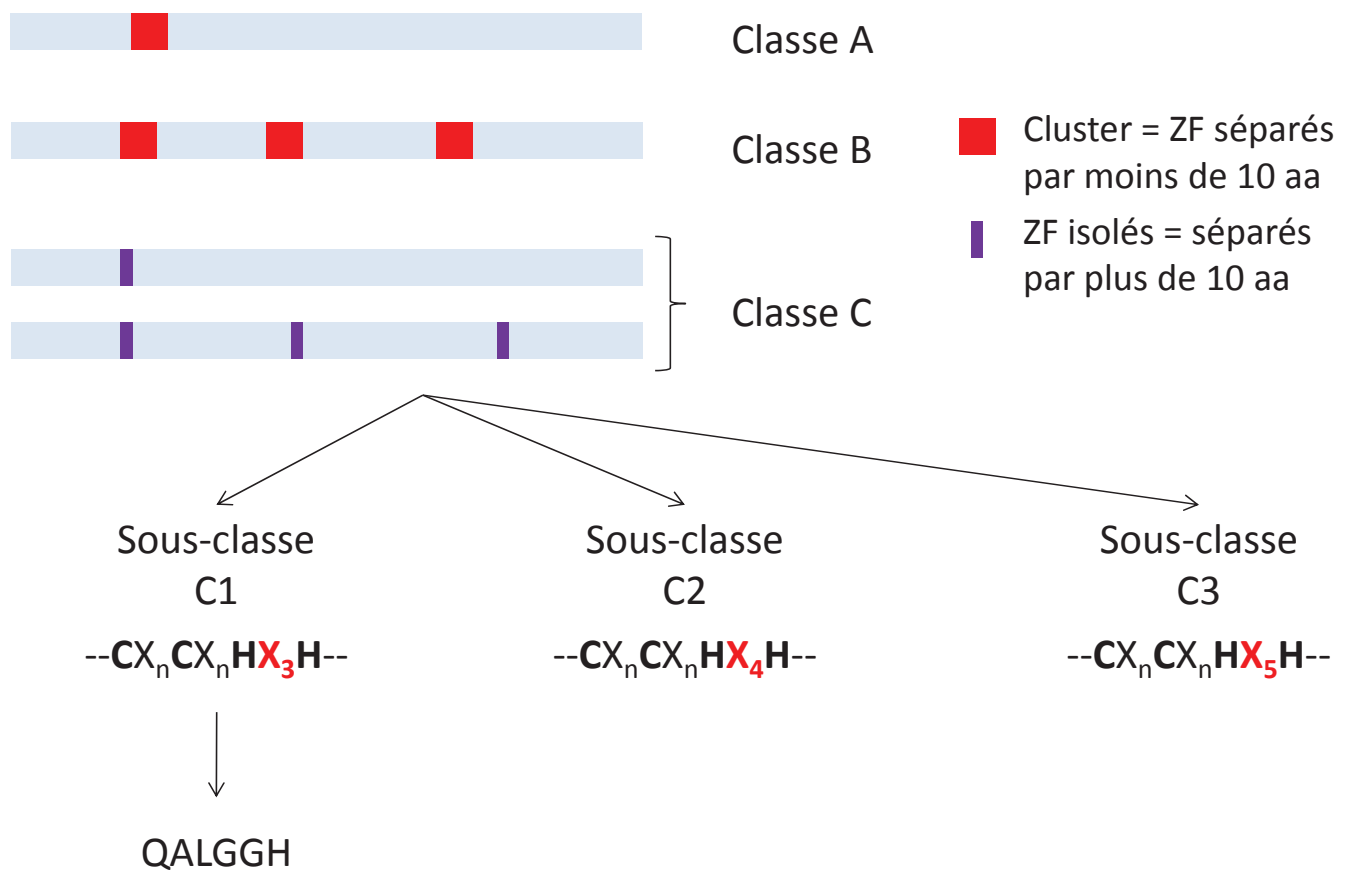 Classe A
Classe B
Classe C
Cluster = ZF séparés
par moins de 10 aa
ZF isolés = séparés
par plus de 10 aa
Sous-classe
C1
--CXₙCXₙHX₃H--
QALGGH
Sous-classe
C2
--CXₙCXₙHX₄H--
Sous-classe
C3
--CXₙCXₙHX₅H--